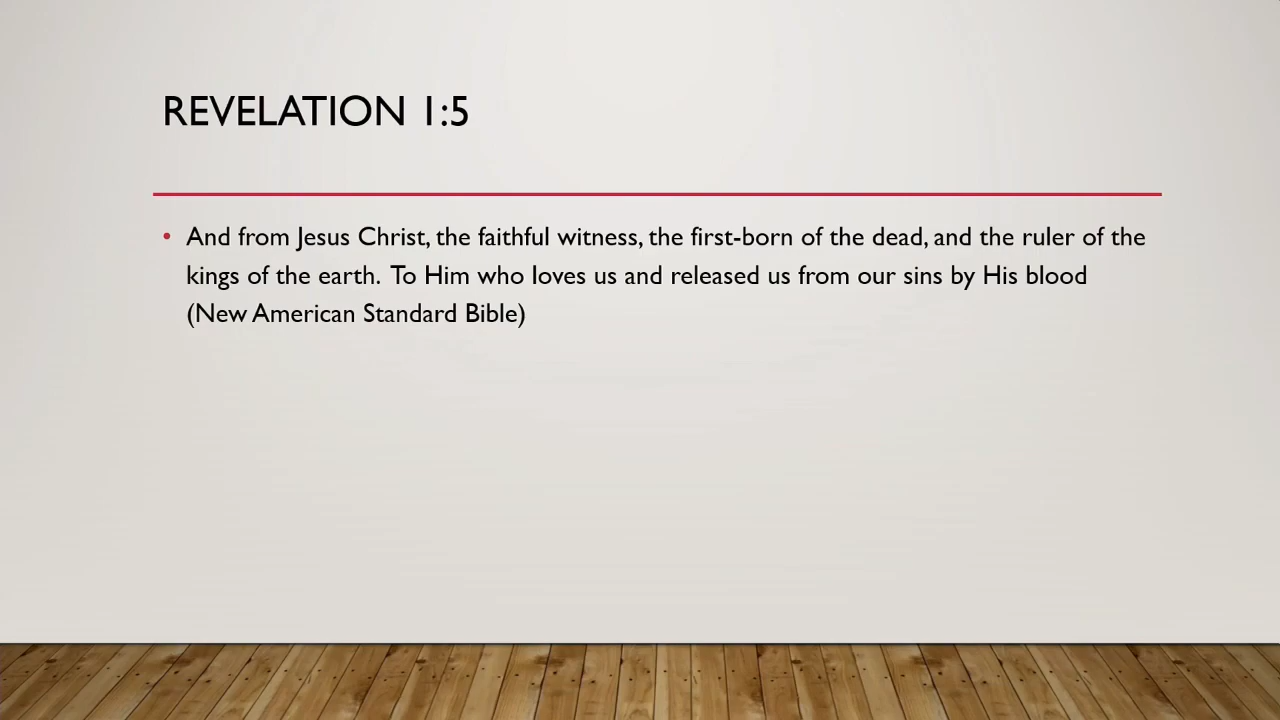 REVELATION 1:5
• And from Jesus Christ, the faithful witness, the first-born of the dead, and the ruler of the
kings of the earth.  To Him who loves us and released us from our sins by His blood
(New American Standard Bible)